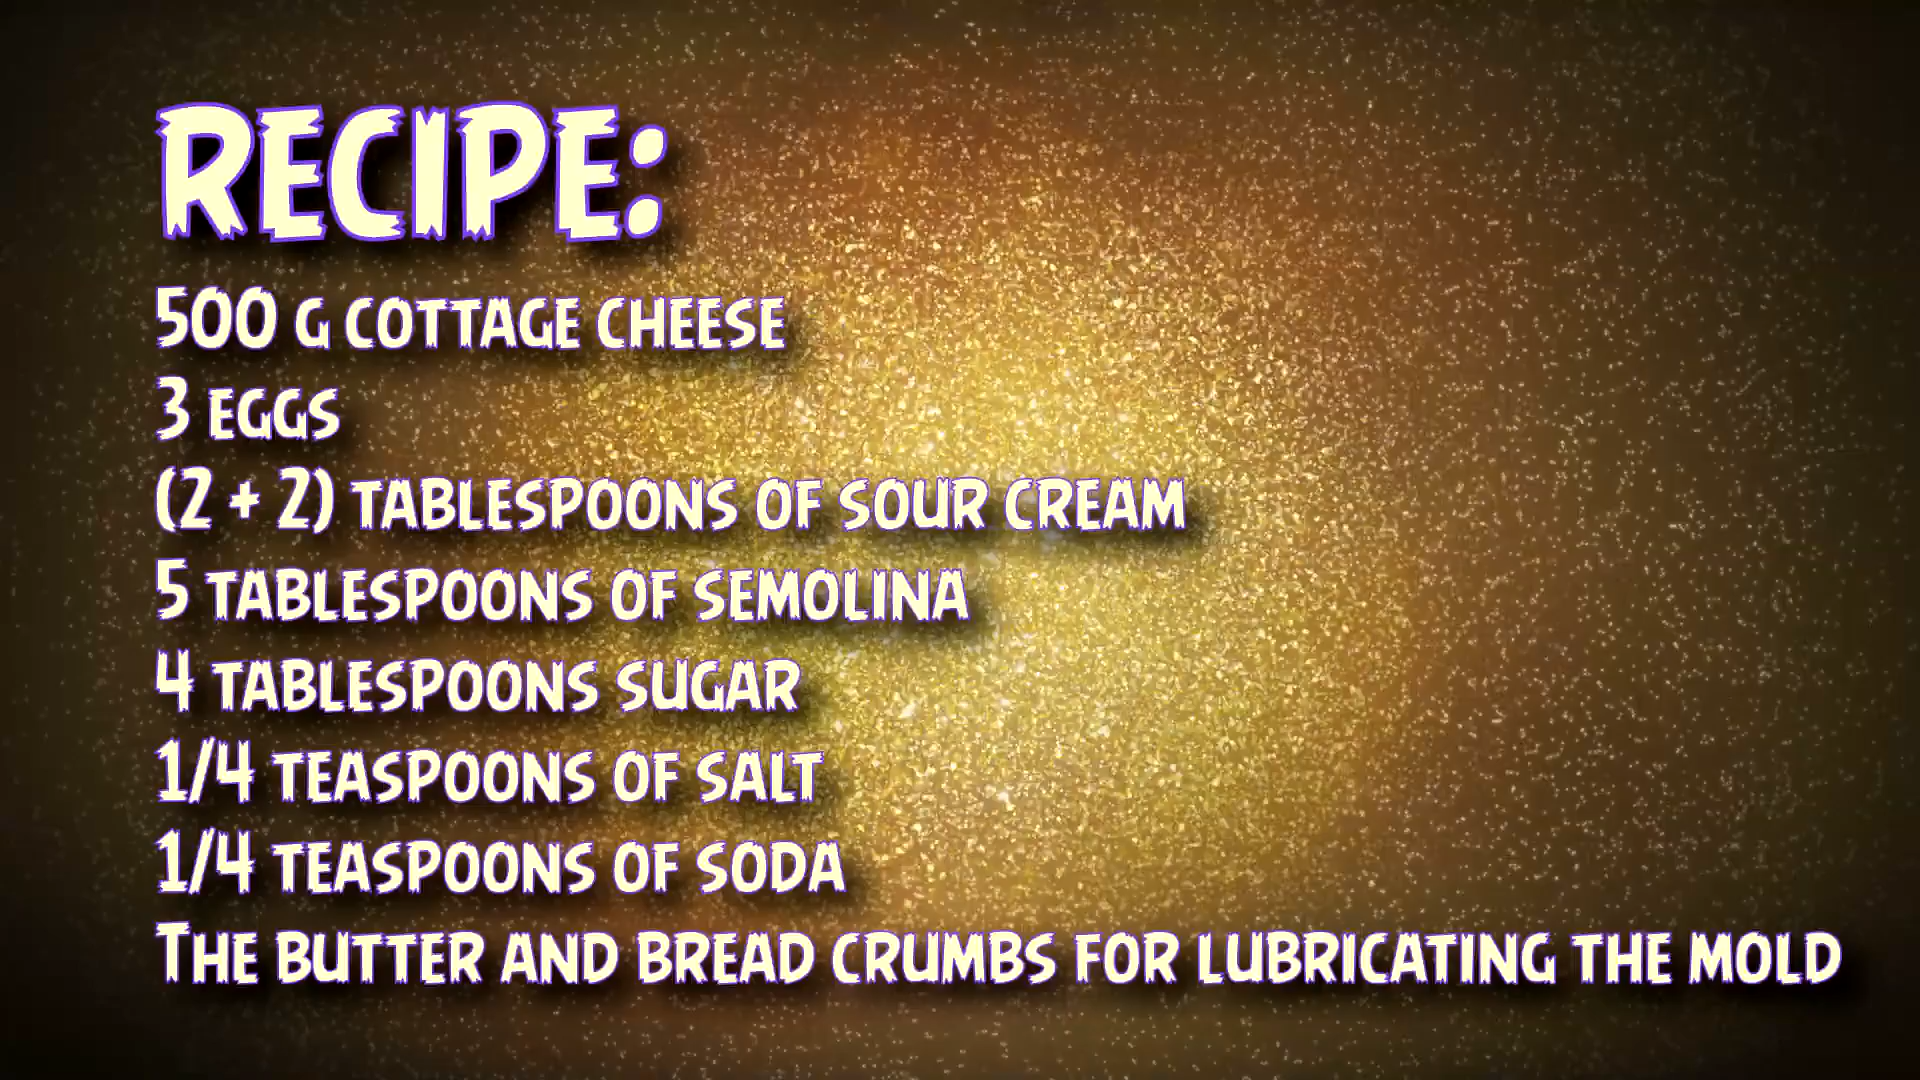 RECIPE:
500 G COTTAGE CHEESE
3 EGGS
(2 + 2) TABLESPOONS OF SOUR CREAM
5 TABLESPOONS OF SEMOLINA
4 TABLESPOONS SUGAR
1/4 TEASPOONS OF SALT
1/4 TEASPOONS OF SODA
THE BUTTER AND BREAD CRUMBS FOR LUBRICATING THE MOLD